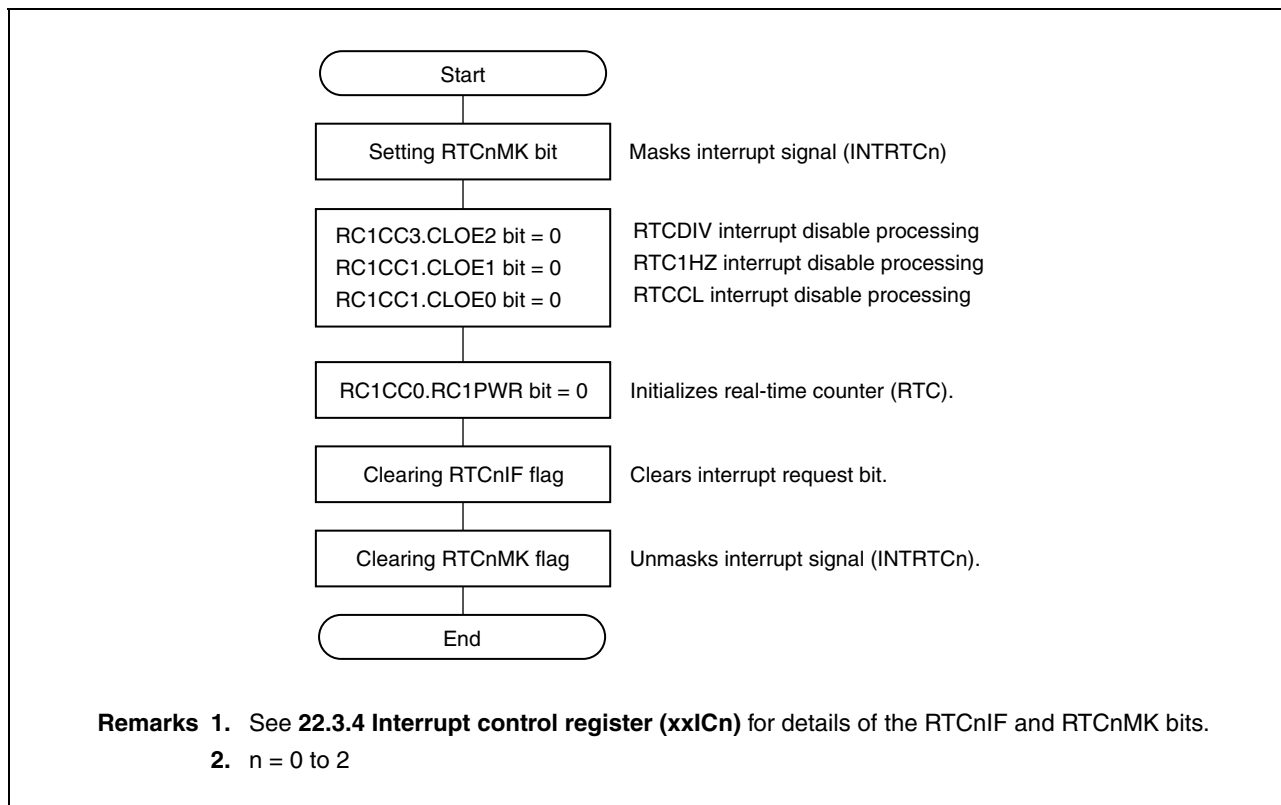 Start
Setting RTCnMK bit
Masks interrupt signal (INTRTCn)
RC1CC3.CLOE2 bit = 0
RTCDIV interrupt disable processing
RC1CC1.CLOE1 bit = 0
RTC1HZ interrupt disable processing
RC1CC1.CLOE0 bit = 0
RTCCL interrupt disable processing
RC1CC0.RC1PWR bit = 0
Initializes real-time counter (RTC).
Clearing RTCnIF flag
Clears interrupt request bit.
Clearing RTCnMK flag
Unmasks interrupt signal (INTRTCn).
End
Remarks 1. See 22.3.4 Interrupt control register (xxICn) for details of the RTCnIF and RTCnMK bits.
2. n = 0 to 2